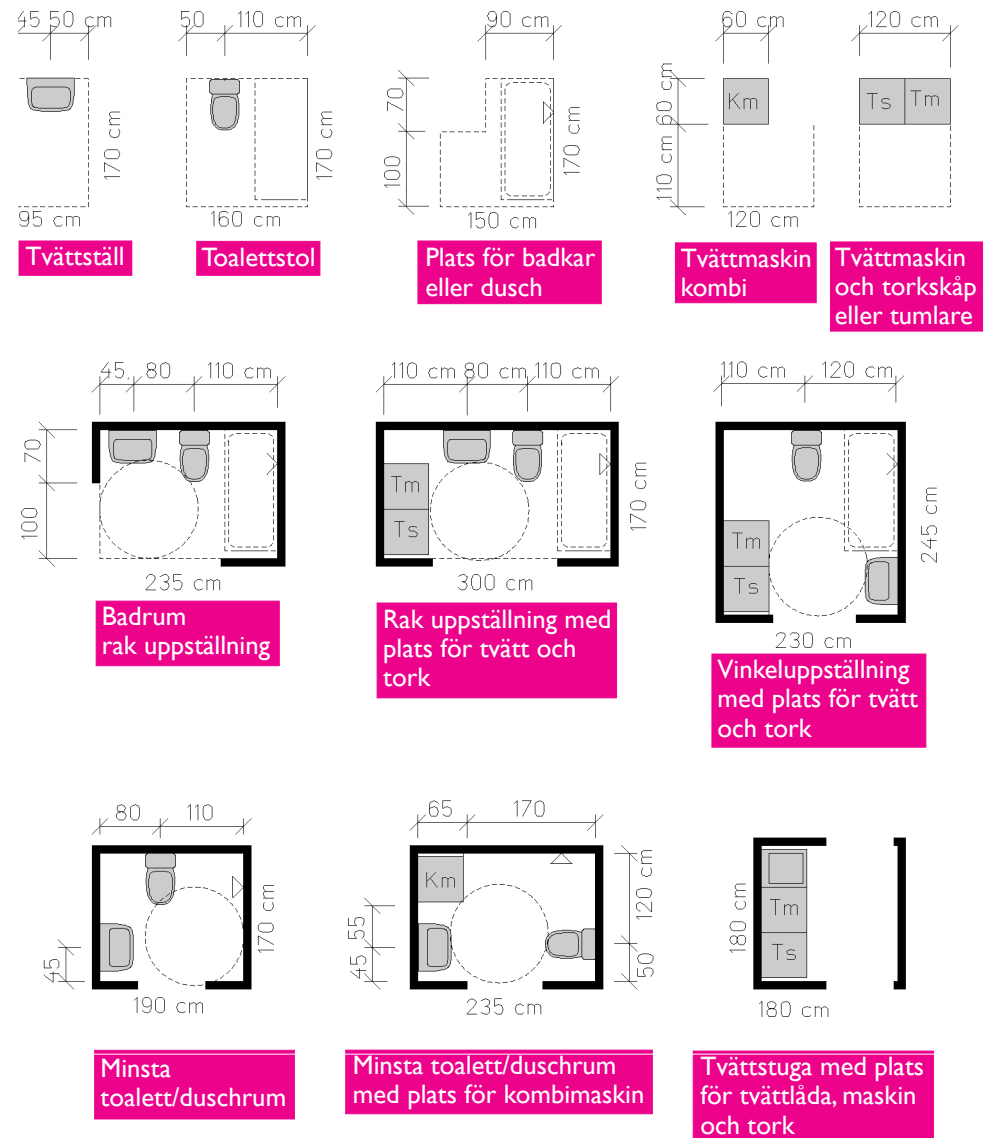 45 50 cm
50 110 cm
90 cm
60 cm
120 cm
170 cm
170 cm
70
100
170 cm
Km
60 cm
110 cm
Ts Tm
95 cm
160 cm
150 cm
120 cm
Tvättställ
Toalettstol
Plats för badkar
eller dusch
Tvättmaskin
kombi
Tvättmaskin
och torkskåp
eller tumlare
45 80 110 cm
70
100
235 cm
Badrum
rak uppställning
110 cm 80 cm 110 cm
Tm
Ts
170 cm
300 cm
Rak uppställning med
plats för tvätt och
tork
110 cm 120 cm
Tm
Ts
245 cm
230 cm
Vinkeluppställning
med plats för tvätt
och tork
80 110
45
170 cm
190 cm
Minsta
toalett/duschrum
65 170
Km
55
45
120 cm
50
235 cm
Minsta toalett/duschrum
med plats för kombimaskin
180 cm
Tm
Ts
180 cm
Tvättstuga med plats
för tvättlåda, maskin
och tork